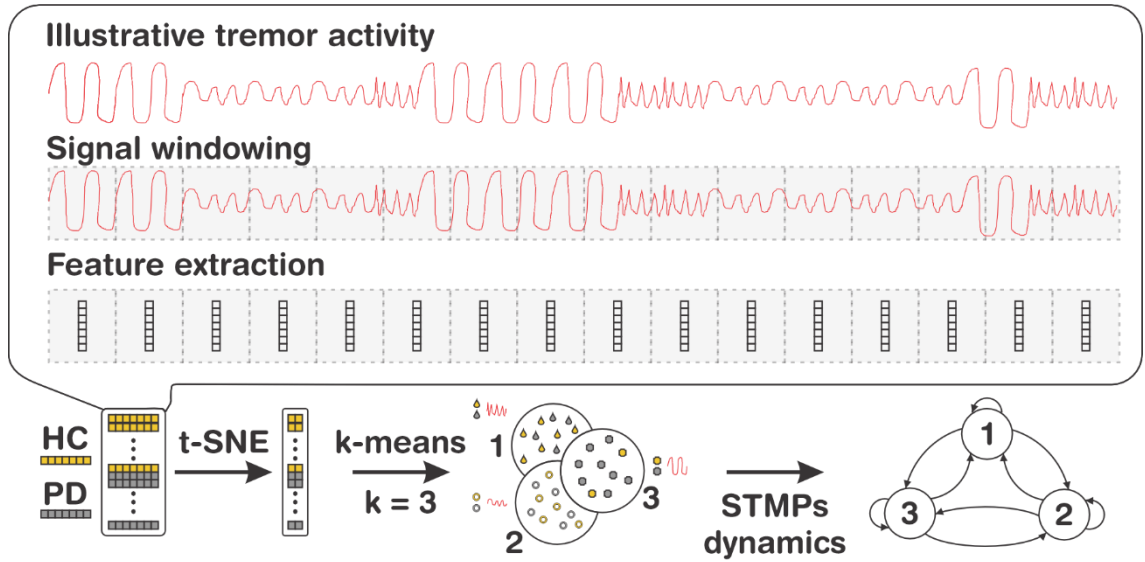 Illustrative tremor activity
Signal windowing
Feature extraction
HC
PD
t-SNE
k-means
k = 3
1
2
3
STMPs
dynamics
1
3
2